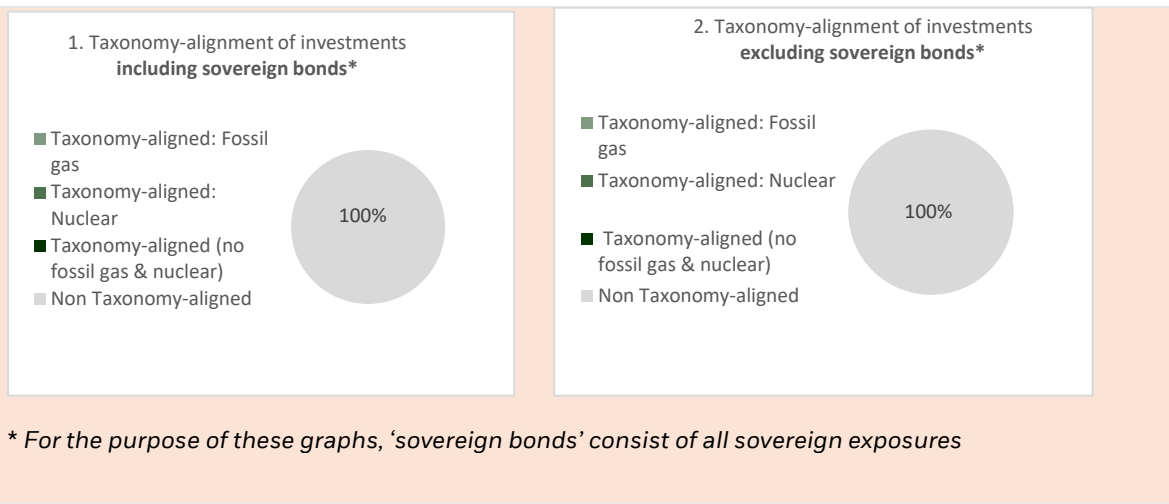 1. Taxonomy-alignment of investments
including sovereign bonds*
Taxonomy-aligned: Fossil
gas
Taxonomy-aligned:
Nuclear
Taxonomy-aligned (no
fossil gas & nuclear)
Non Taxonomy-aligned
100%
2. Taxonomy-alignment of investments
excluding sovereign bonds*
Taxonomy-aligned: Fossil
gas
Taxonomy-aligned: Nuclear
Taxonomy-aligned (no
fossil gas & nuclear)
Non Taxonomy-aligned
100%
* For the purpose of these graphs, ‘sovereign bonds’ consist of all sovereign exposures